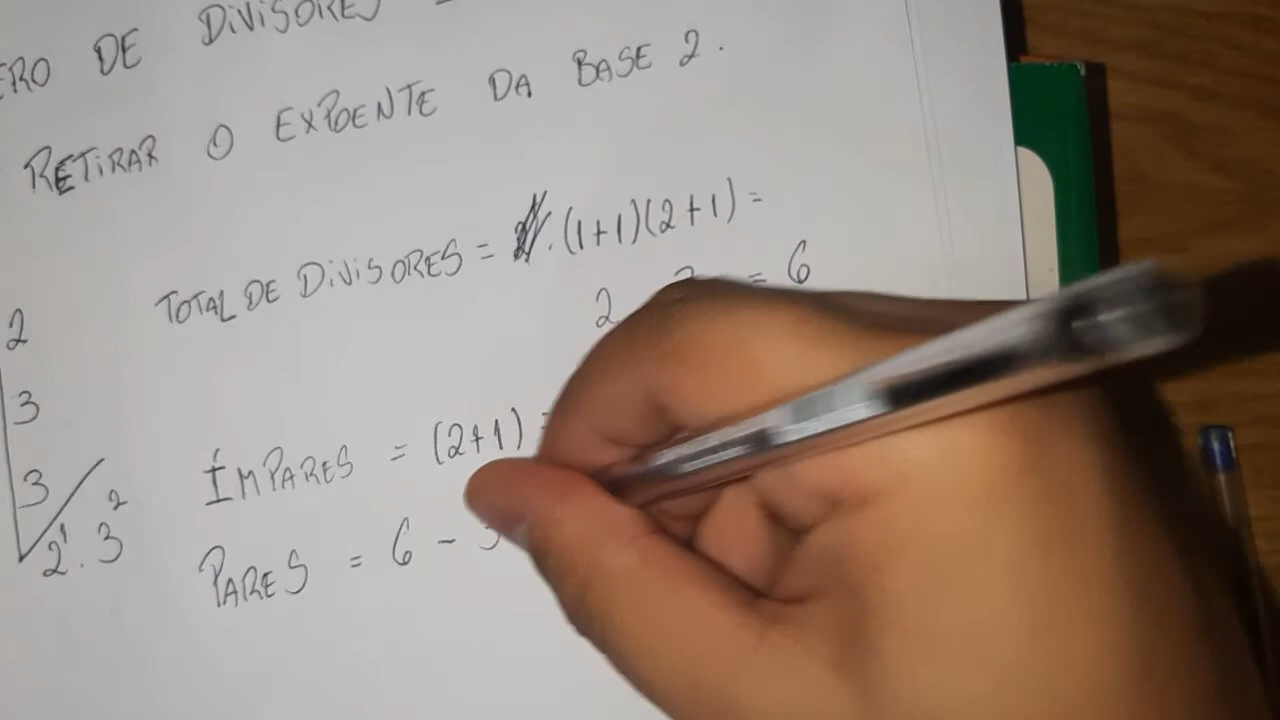 DE DIVISORES
RETIRAR O EXPOENTE DA BASE 2.
TOTAL DE DIVISORES = . (1+1)(2+1) =
2 = 6
2
3
3
2¹.3²
ÍMPARES = (2+1)
PARES = 6 -